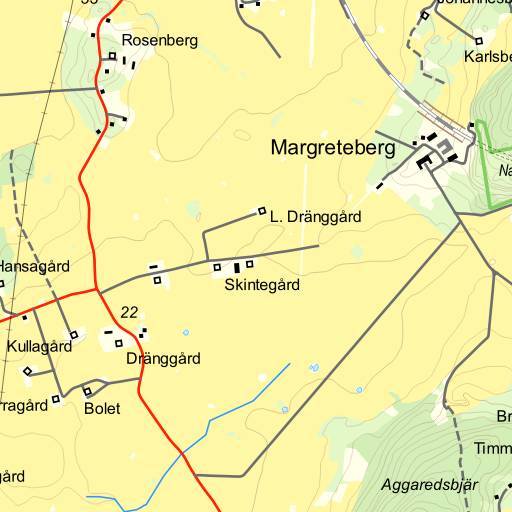 Rosenberg
Karlsbe
Margreteberg
Na
L. Dränggård
Hansagård
Skintegård
22
Kullagård
Dränggård
rragård
Bolet
Br
Timm
gård
Aggaredsbjär